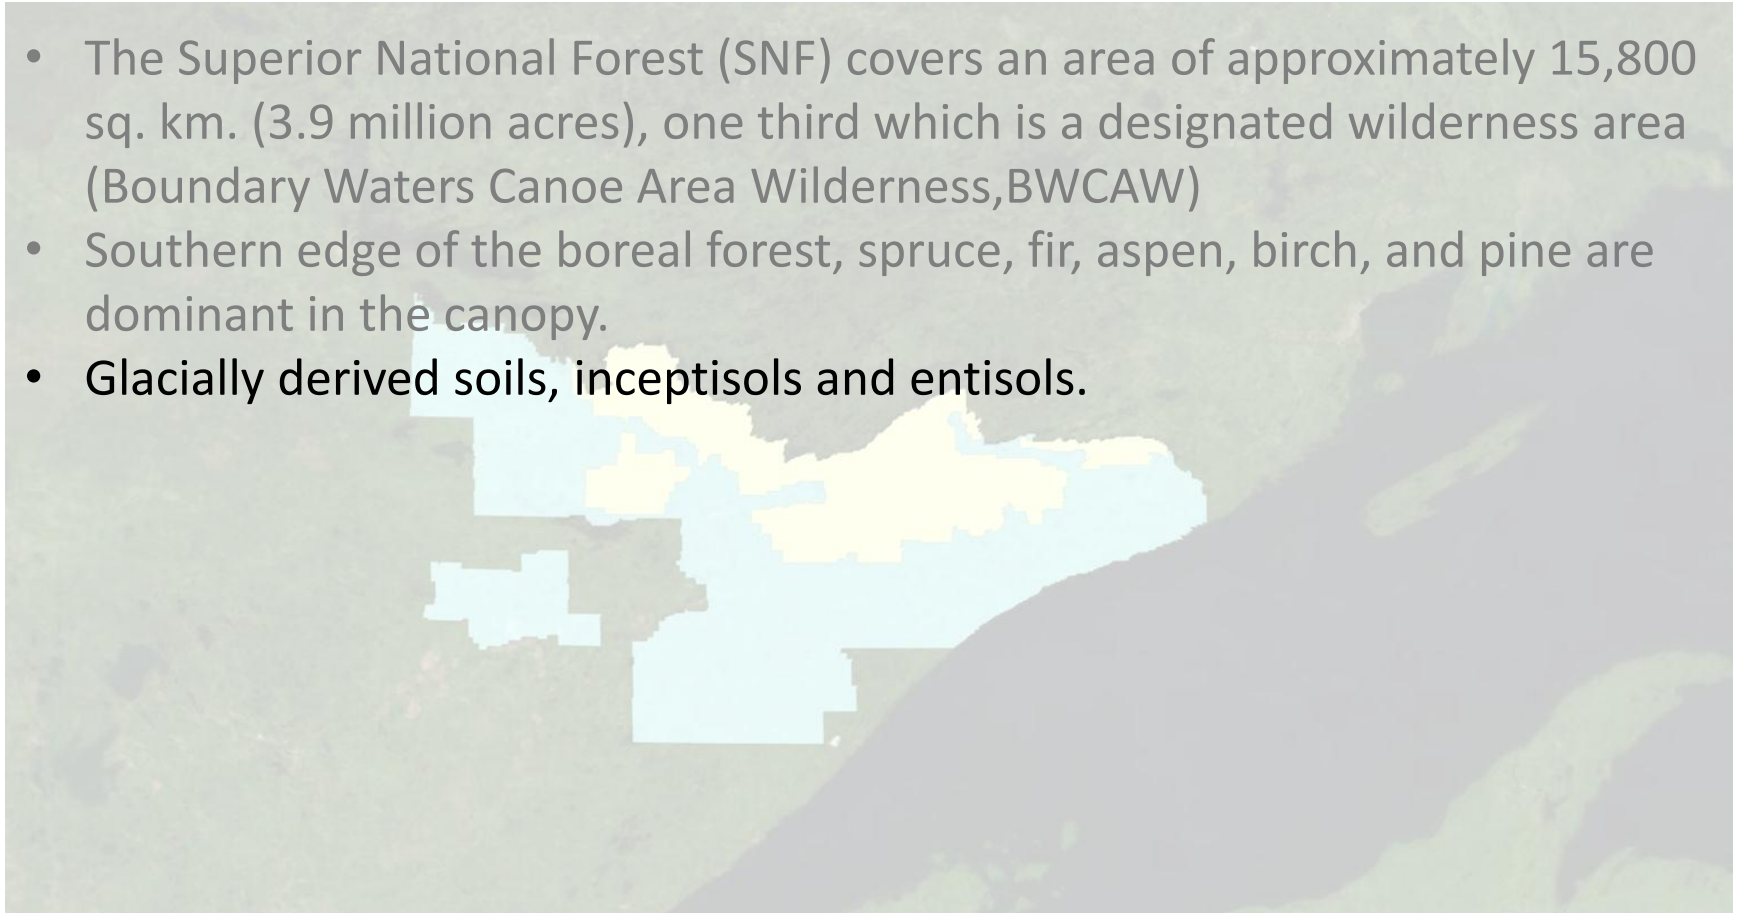 • The Superior National Forest (SNF) covers an area of approximately 15,800
sq. km. (3.9 million acres), one third which is a designated wilderness area
(Boundary Waters Canoe Area Wilderness,BWCAW)
• Southern edge of the boreal forest, spruce, fir, aspen, birch, and pine are
dominant in the canopy.
• Glacially derived soils, inceptisols and entisols.